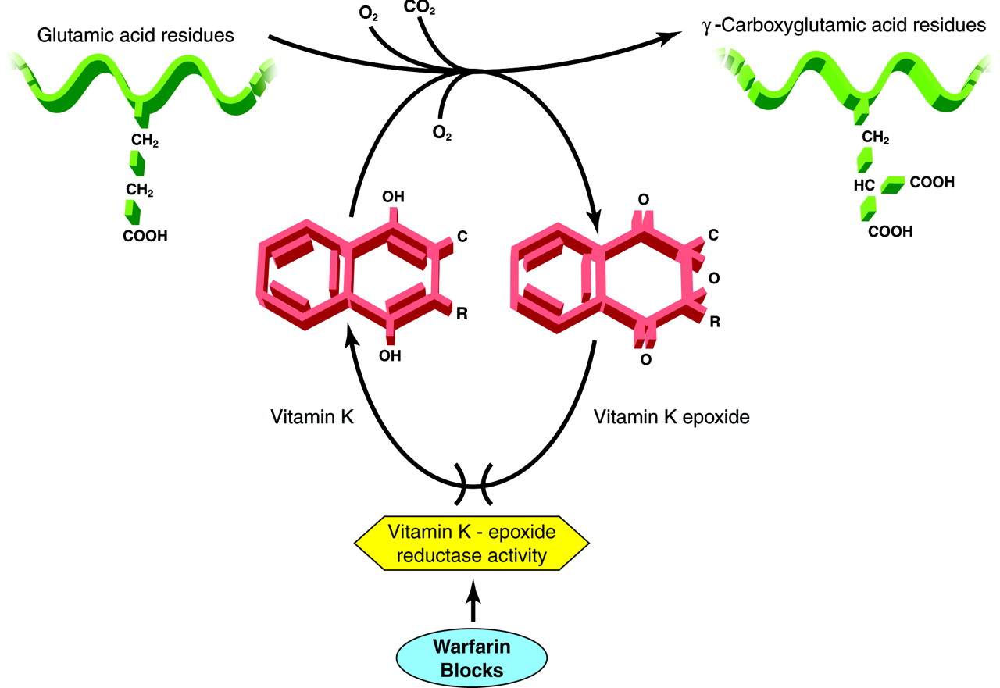 Glutamic acid residues
O₂
CO₂
γ-Carboxyglutamic acid residues
O₂
CH₂
CH₂
COOH
CH₂
HC
COOH
COOH
OH
C
R
OH
O
C
O
R
O
Vitamin K
Vitamin K epoxide
Vitamin K - epoxide
reductase activity
Warfarin
Blocks